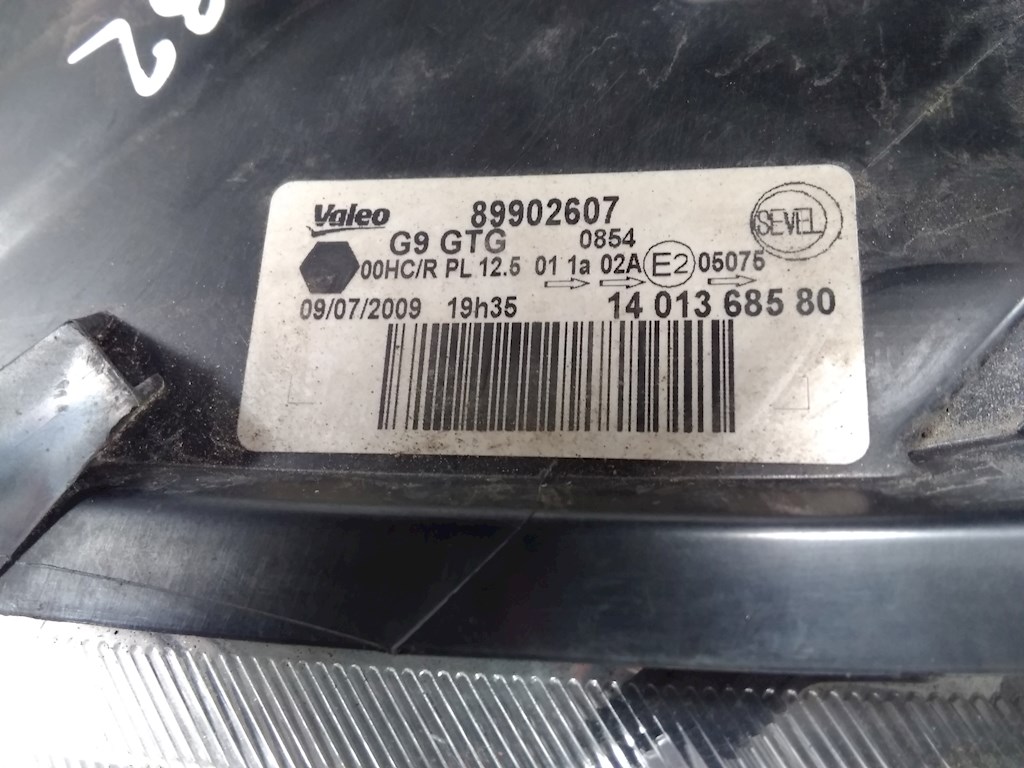 82
Valeo 89902607
SEVEL
G9 GTG 0854
00HC/R PL 12.5 01 1a 02A E2 05075
09/07/2009 19h35 14 013 685 80